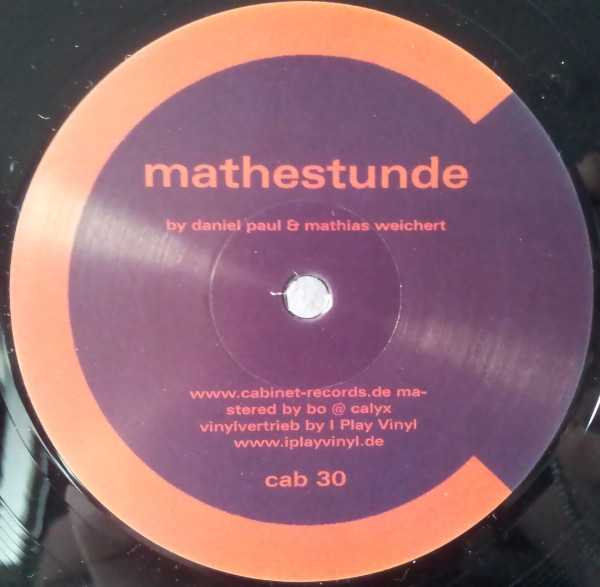 mathestunde
by daniel paul & mathias weichert
www.cabinet-records.de ma-
stered by bo @ calyx
vinylvertrieb by I Play Vinyl
www.iplayvinyl.de
cab 30